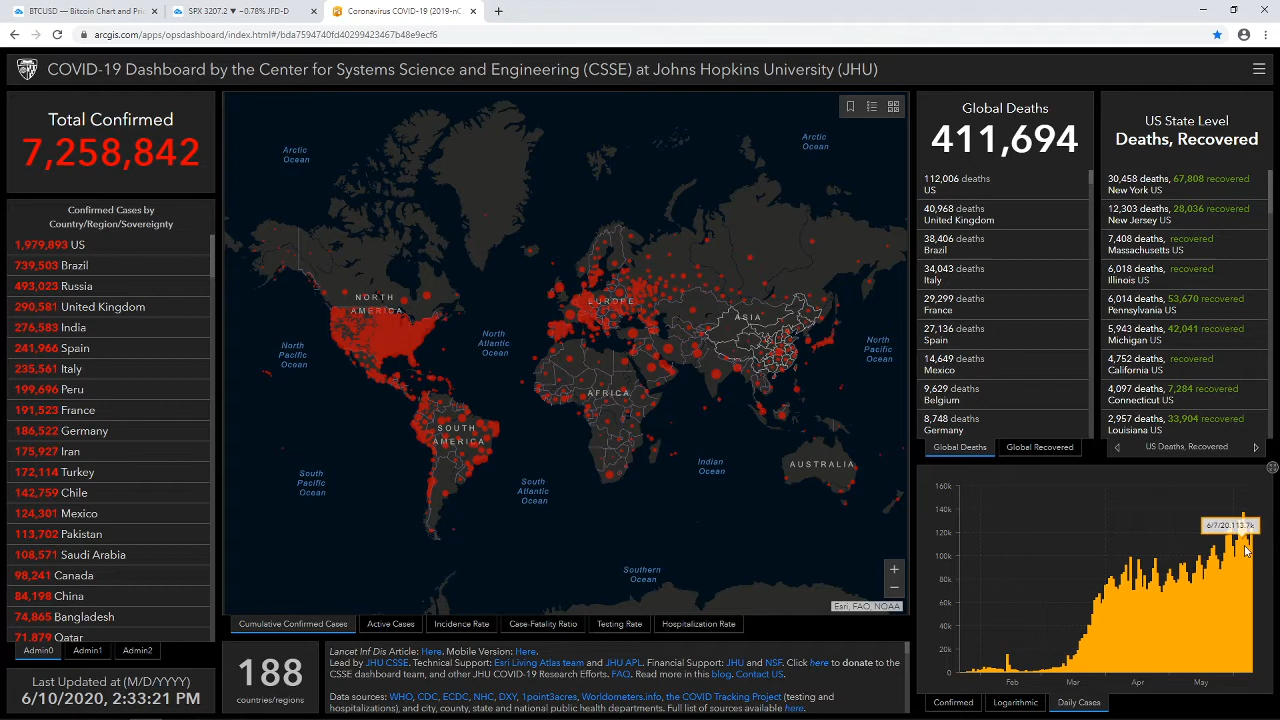 BTCUSD — Bitcoin Chart and Pri
SPX 3207.2 ▼ −0.78% JFD-D
Coronavirus COVID-19 (2019-nC
arcgis.com/apps/opsdashboard/index.html#/bda7594740fd40299423467b48e9ecf6
COVID-19 Dashboard by the Center for Systems Science and Engineering (CSSE) at Johns Hopkins University (JHU)
Total Confirmed
7,258,842
Confirmed Cases by
Country/Region/Sovereignty
1,979,893 US
739,503 Brazil
493,023 Russia
290,581 United Kingdom
276,583 India
241,966 Spain
235,561 Italy
199,696 Peru
191,523 France
186,522 Germany
175,927 Iran
172,114 Turkey
142,759 Chile
124,301 Mexico
113,702 Pakistan
108,571 Saudi Arabia
98,241 Canada
84,198 China
74,865 Bangladesh
71,879 Qatar
Admin0
Admin1
Admin2
Last Updated at (M/D/YYYY)
6/10/2020, 2:33:21 PM
Arctic
Ocean
Arctic
Ocean
NORTH
AMERICA
EUROPE
ASIA
North
Pacific
Ocean
North
Atlantic
Ocean
North
Pacific
Ocean
AFRICA
SOUTH
AMERICA
AUSTRALIA
South
Pacific
Ocean
South
Atlantic
Ocean
Indian
Ocean
Southern
Ocean
Esri, FAO, NOAA
Cumulative Confirmed Cases
Active Cases
Incidence Rate
Case-Fatality Ratio
Testing Rate
Hospitalization Rate
188
countries/regions
Lancet Inf Dis Article: Here. Mobile Version: Here.
Lead by JHU CSSE. Technical Support: Esri Living Atlas team and JHU APL. Financial Support: JHU and NSF. Click here to donate to the
CSSE dashboard team, and other JHU COVID-19 Research Efforts. FAQ. Read more in this blog. Contact US.
Data sources: WHO, CDC, ECDC, NHC, DXY, 1point3acres, Worldometers.info, the COVID Tracking Project (testing and
hospitalizations), and city, county, state and national public health departments. Full list of sources available here.
Global Deaths
411,694
112,006 deaths
US
40,968 deaths
United Kingdom
38,406 deaths
Brazil
34,043 deaths
Italy
29,299 deaths
France
27,136 deaths
Spain
14,649 deaths
Mexico
9,629 deaths
Belgium
8,748 deaths
Germany
Global Deaths
Global Recovered
US State Level
Deaths, Recovered
30,458 deaths, 67,808 recovered
New York US
12,303 deaths, 28,036 recovered
New Jersey US
7,408 deaths, recovered
Massachusetts US
6,018 deaths, recovered
Illinois US
6,014 deaths, 53,670 recovered
Pennsylvania US
5,943 deaths, 42,041 recovered
Michigan US
4,752 deaths, recovered
California US
4,097 deaths, 7,284 recovered
Connecticut US
2,957 deaths, 33,904 recovered
Louisiana US
US Deaths, Recovered
160k
140k
120k
100k
80k
60k
40k
20k
0
6/7/20,113.7k
Feb
Mar
Apr
May
Confirmed
Logarithmic
Daily Cases